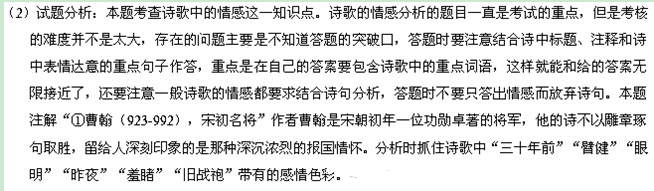 （2）试题分析：本题考查诗歌中的情感这一知识点。诗歌的情感分析的题目一直是考试的重点，但是考核
的难度并不是太大，存在的问题主要是不知道答题的突破口，答题时要注意结合诗中标题、注释和诗
中表情达意的重点句子作答，重点是在自己的答案要包含诗歌中的重点词语，这样就能和给的答案无
限接近了，还要注意一般诗歌的情感都要求结合诗句分析，答题时不要只答出情感而放弃诗句。本题
注解“①曹翰（923-992），宋初名将”作者曹翰是宋朝初年一位功勋卓著的将军，他的诗不以雕章琢
句取胜，留给人深刻印象的是那种深沉浓烈的报国情怀。分析时抓住诗歌中“三十年前”“臂健”“眼
明”“昨夜”“羞睹”“旧战袍”带有的感情色彩。